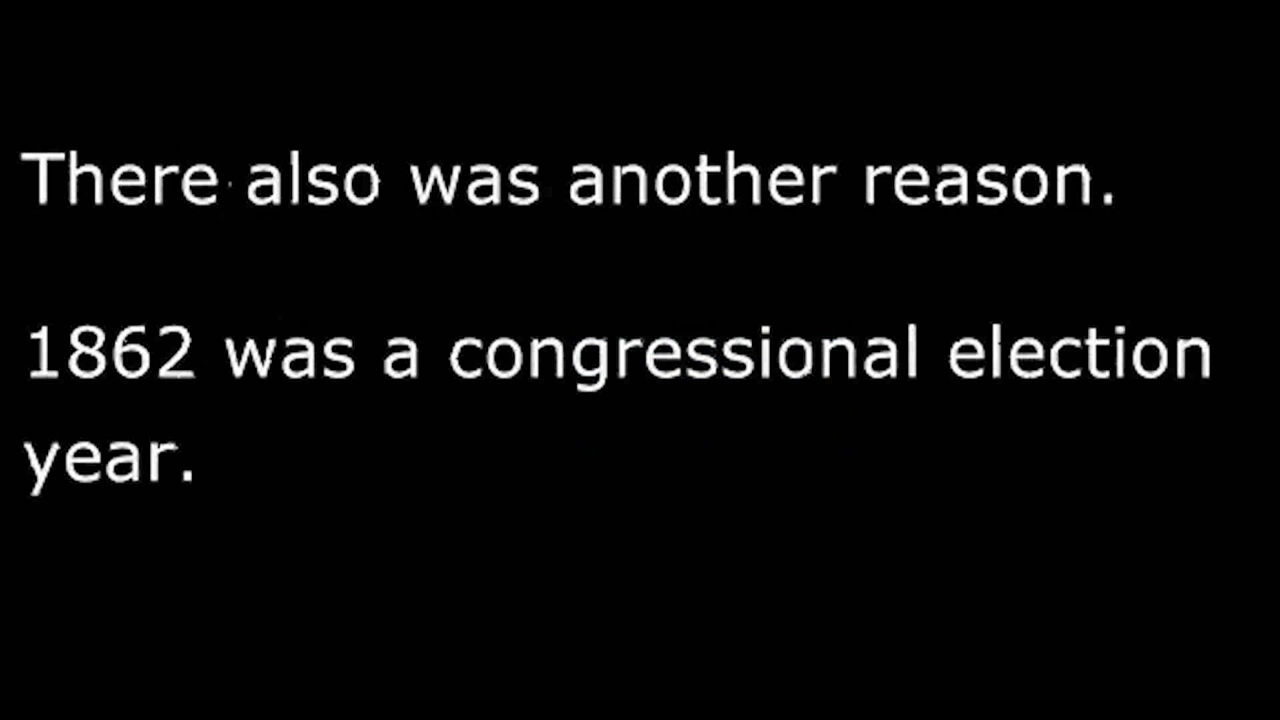 There also was another reason.
1862 was a congressional election
year.